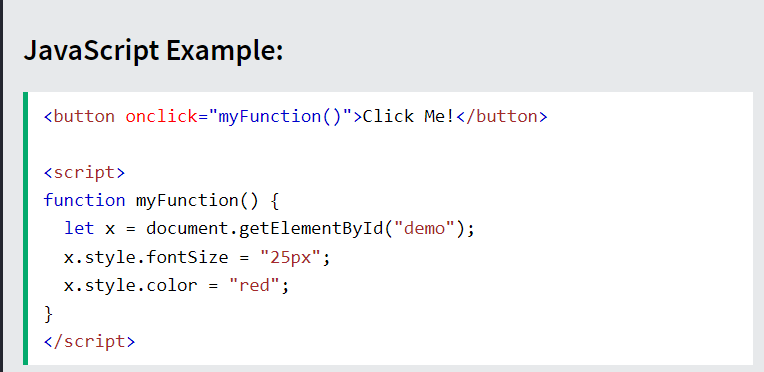 JavaScript Example:
<button onclick="myFunction()">Click Me!</button>
<script>
function myFunction() {
  let x = document.getElementById("demo");
  x.style.fontSize = "25px";
  x.style.color = "red";
}
</script>